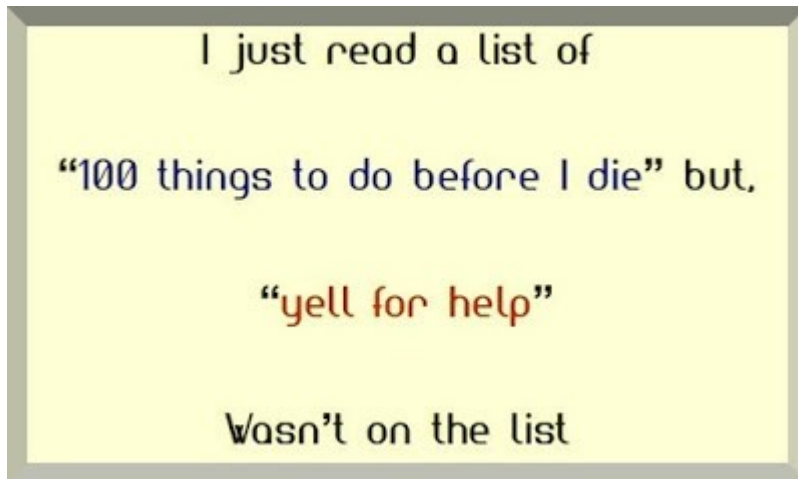 I just read a list of
“100 things to do before I die” but,
“yell for help”
Wasn’t on the list